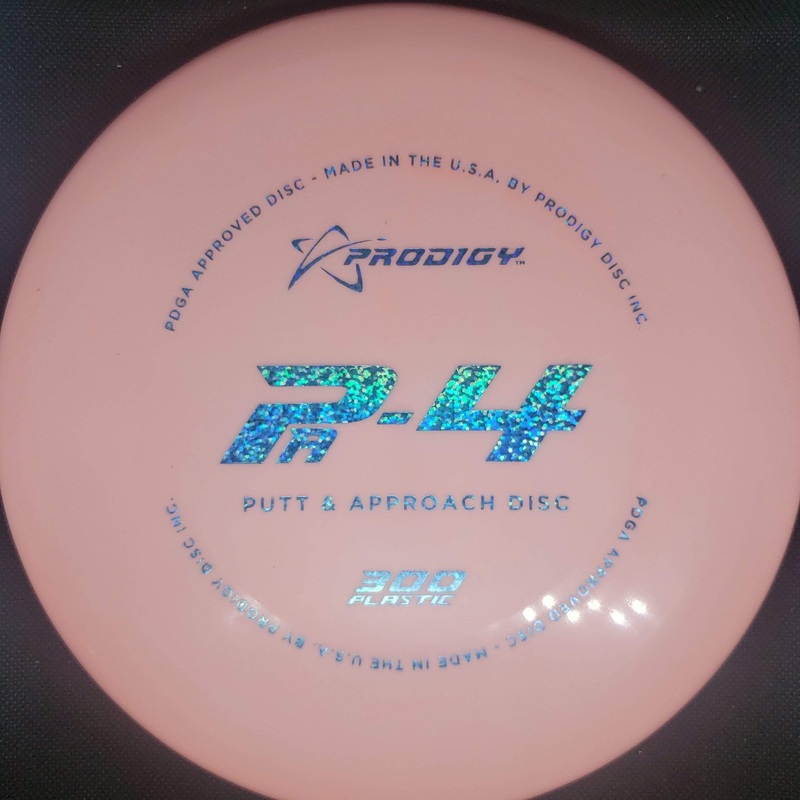 PDGA APPROVED DISC - MADE IN THE U.S.A. BY PRODIGY DISC INC.
PRODIGY™
PA-4
PUTT & APPROACH DISC
300
PLASTIC
PDGA APPROVED DISC - MADE IN THE U.S.A. BY PRODIGY DISC INC.